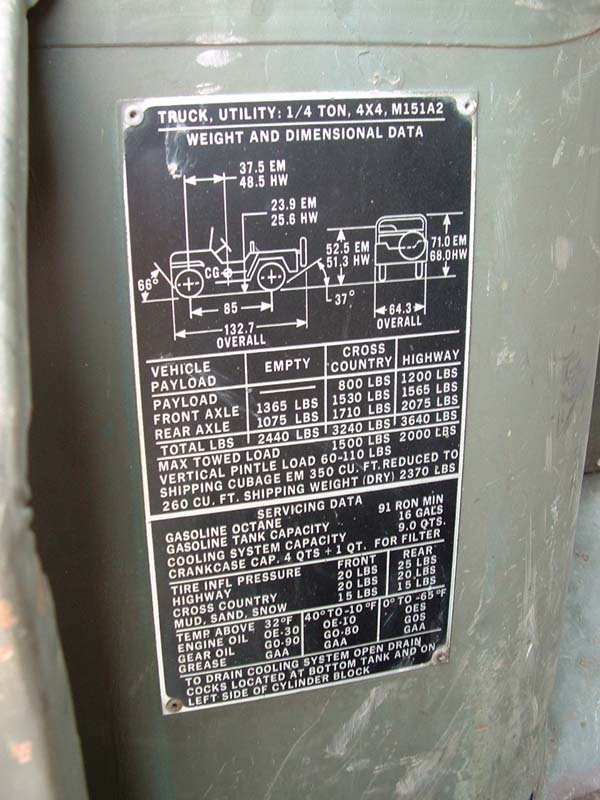 TRUCK, UTILITY: 1/4 TON, 4X4, M151A2
WEIGHT AND DIMENSIONAL DATA
37.5 EM
48.5 HW
23.9 EM
25.6 HW
52.5 EM
51.3 HW
71.0 EM
68.0 HW
66°
CG
37°
85
64.3
OVERALL
132.7
OVERALL
VEHICLE PAYLOAD EMPTY CROSS COUNTRY HIGHWAY
PAYLOAD 800 LBS 1200 LBS
FRONT AXLE 1365 LBS 1530 LBS 1565 LBS
REAR AXLE 1075 LBS 1710 LBS 2075 LBS
TOTAL LBS 2440 LBS 3240 LBS 3640 LBS
MAX TOWED LOAD 1500 LBS 2000 LBS
VERTICAL PINTLE LOAD 60-110 LBS
SHIPPING CUBAGE EM 350 CU. FT. REDUCED TO
260 CU. FT. SHIPPING WEIGHT (DRY) 2370 LBS
SERVICING DATA
GASOLINE OCTANE 91 RON MIN
GASOLINE TANK CAPACITY 16 GALS
COOLING SYSTEM CAPACITY 9.0 QTS.
CRANKCASE CAP. 4 QTS + 1 QT. FOR FILTER
TIRE INFL PRESSURE FRONT REAR
HIGHWAY 20 LBS 25 LBS
CROSS COUNTRY 20 LBS 20 LBS
MUD, SAND, SNOW 15 LBS 15 LBS
TEMP ABOVE 32°F 40° TO -10°F 0° TO -65°F
ENGINE OIL OE-30 OE-10 OES
GEAR OIL GO-90 GO-80 GOS
GREASE GAA GAA GAA
TO DRAIN COOLING SYSTEM OPEN DRAIN
COCKS LOCATED AT BOTTOM TANK AND ON
LEFT SIDE OF CYLINDER BLOCK